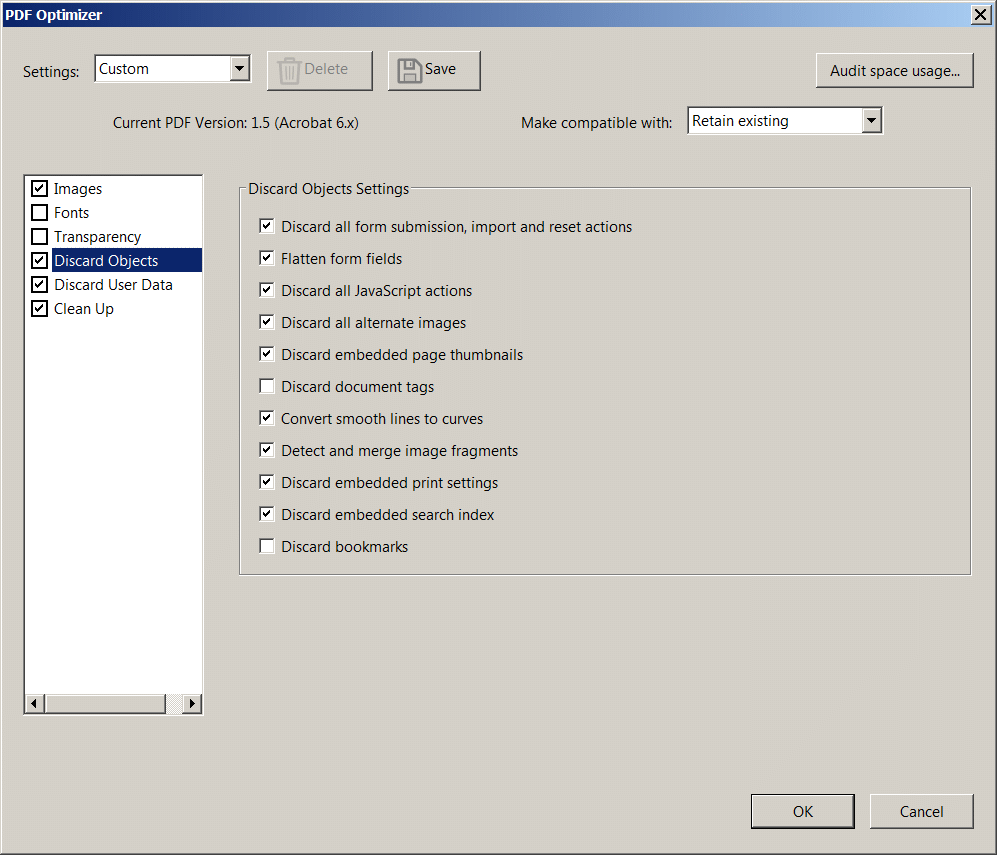 PDF Optimizer
Settings: Custom Delete Save Audit space usage...
Current PDF Version: 1.5 (Acrobat 6.x) Make compatible with: Retain existing
Images
Fonts
Transparency
Discard Objects
Discard User Data
Clean Up
Discard Objects Settings
Discard all form submission, import and reset actions
Flatten form fields
Discard all JavaScript actions
Discard all alternate images
Discard embedded page thumbnails
Discard document tags
Convert smooth lines to curves
Detect and merge image fragments
Discard embedded print settings
Discard embedded search index
Discard bookmarks
OK Cancel